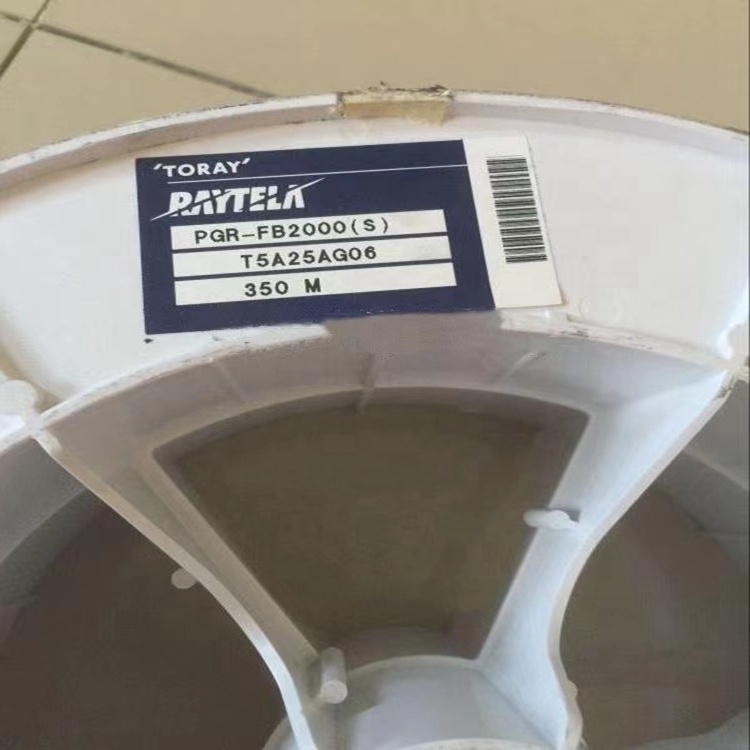 'TORAY'
RAYTELA
PGR-FB2000(S)
T5A25AG06
350 M